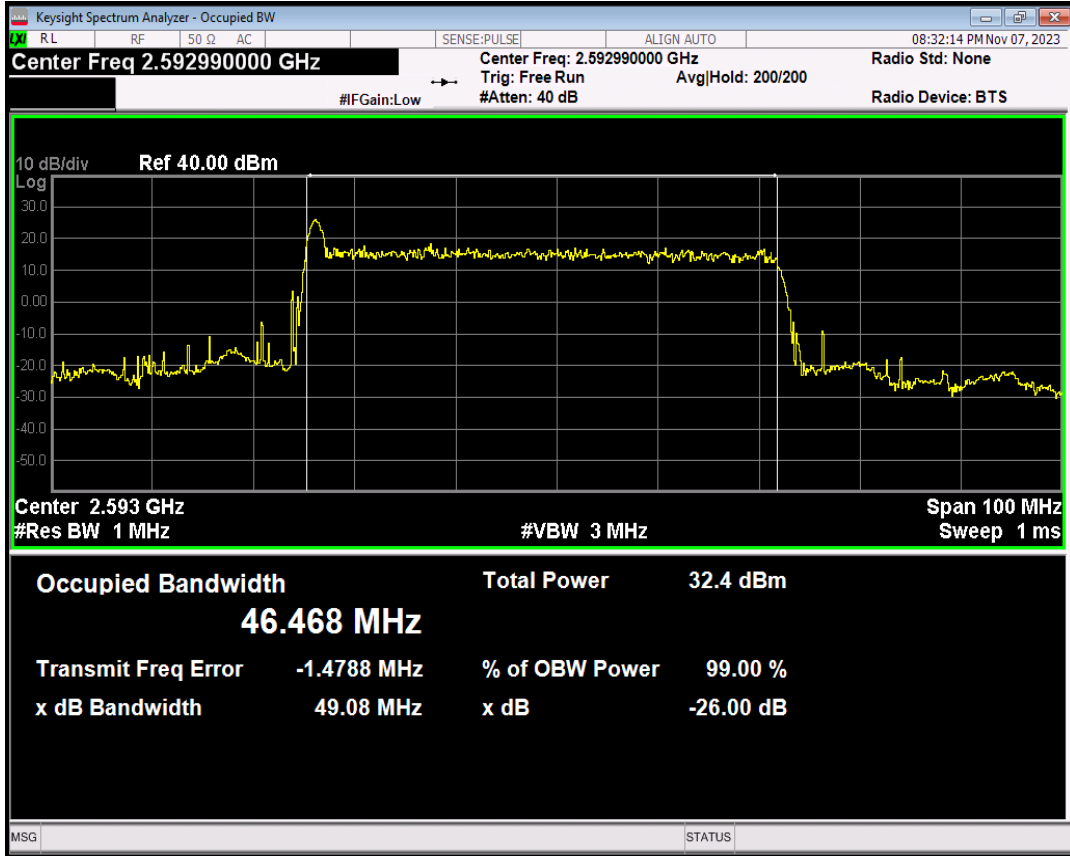 Keysight Spectrum Analyzer - Occupied BW
LXI RL RF 50 Ω AC SENSE:PULSE ALIGN AUTO 08:32:14 PM Nov 07, 2023
Center Freq 2.592990000 GHz Center Freq: 2.592990000 GHz Radio Std: None
Trig: Free Run Avg|Hold: 200/200
#IFGain:Low #Atten: 40 dB Radio Device: BTS
10 dB/div Ref 40.00 dBm
Log
30.0
20.0
10.0
0.00
-10.0
-20.0
-30.0
-40.0
-50.0
Center 2.593 GHz Span 100 MHz
#Res BW 1 MHz #VBW 3 MHz Sweep 1 ms
Occupied Bandwidth Total Power 32.4 dBm
46.468 MHz
Transmit Freq Error -1.4788 MHz % of OBW Power 99.00 %
x dB Bandwidth 49.08 MHz x dB -26.00 dB
MSG STATUS